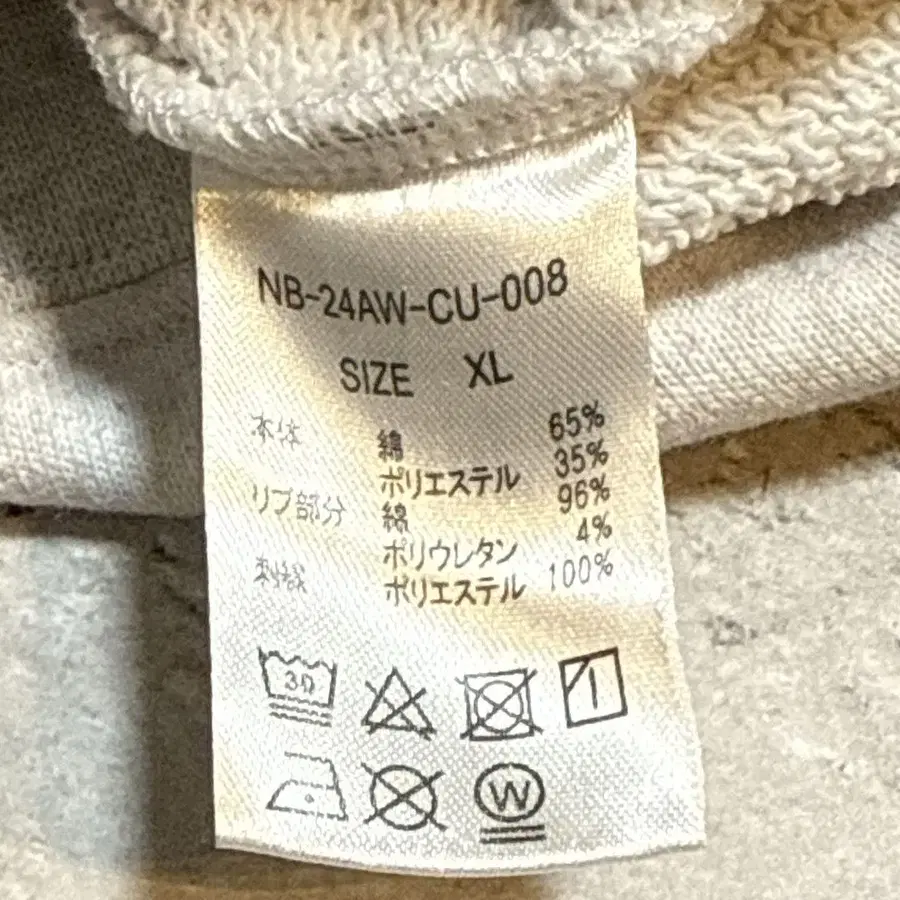 NB-24AW-CU-008
SIZE XL
本体 綿 65%
ポリエステル 35%
リブ部分 綿 96%
ポリウレタン 4%
刺繍 ポリエステル 100%
30
W